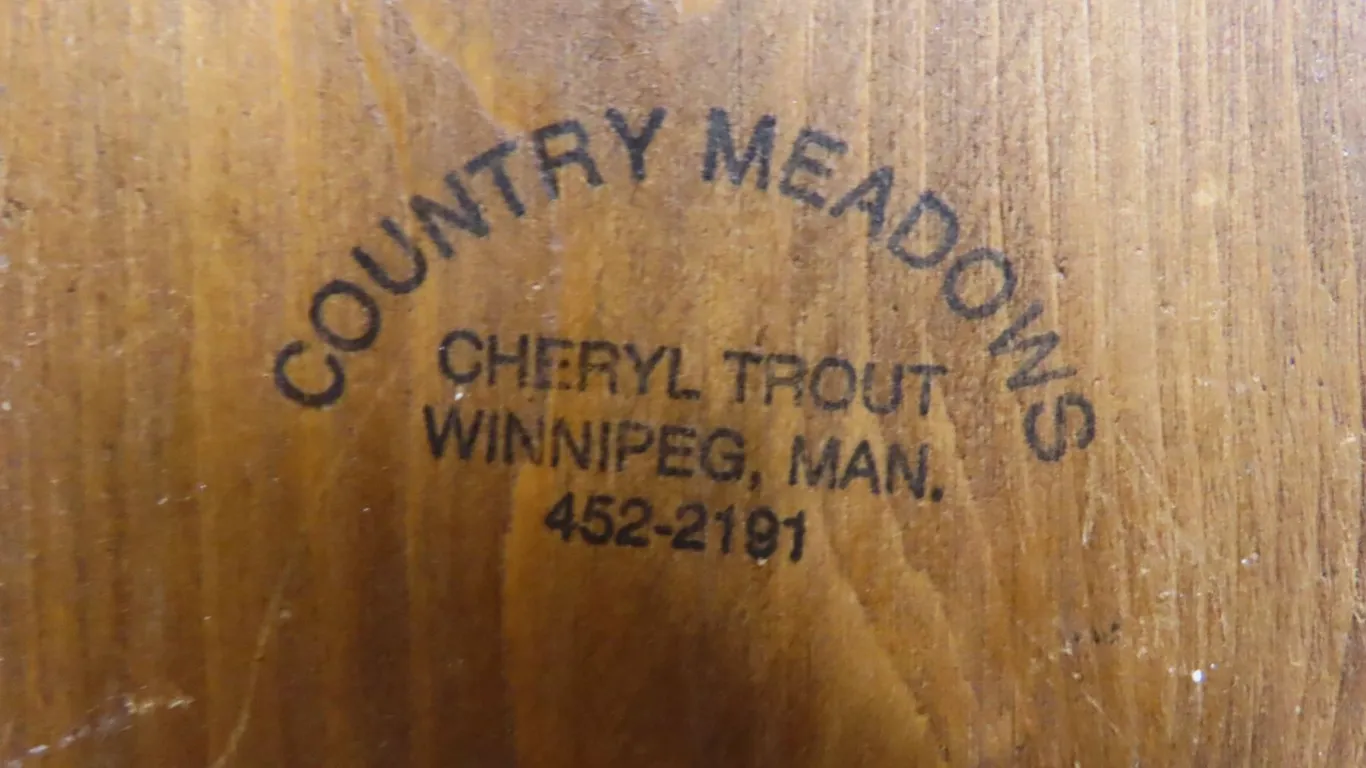 COUNTRY MEADOWS
CHERYL TROUT
WINNIPEG, MAN.
452-2191